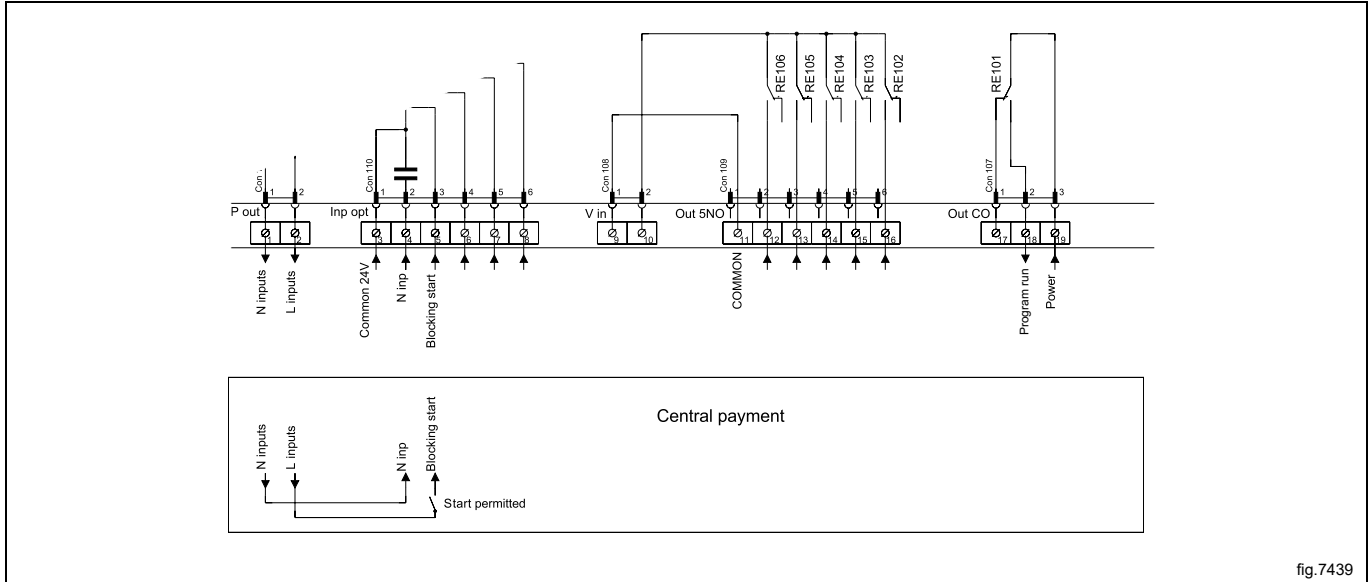 RE106
RE105
RE104
RE103
RE102
RE101
Con
1
2
Con 110
1
2
3
4
5
6
Con 108
1
2
Con 109
1
2
3
4
5
6
Con 107
1
2
3
P out
Inp opt
V in
Out 5NO
Out CO
1
2
3
4
5
6
7
8
9
10
11
12
13
14
15
16
17
18
19
N inputs
L inputs
Common 24V
N inp
Blocking start
COMMON
Program run
Power
Central payment
N inputs
L inputs
N inp
Blocking start
Start permitted
fig.7439